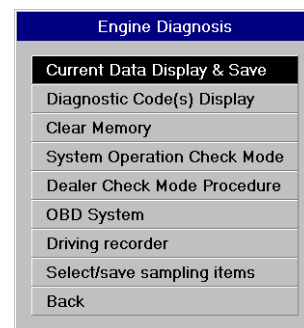 Engine Diagnosis
Current Data Display & Save
Diagnostic Code(s) Display
Clear Memory
System Operation Check Mode
Dealer Check Mode Procedure
OBD System
Driving recorder
Select/save sampling items
Back